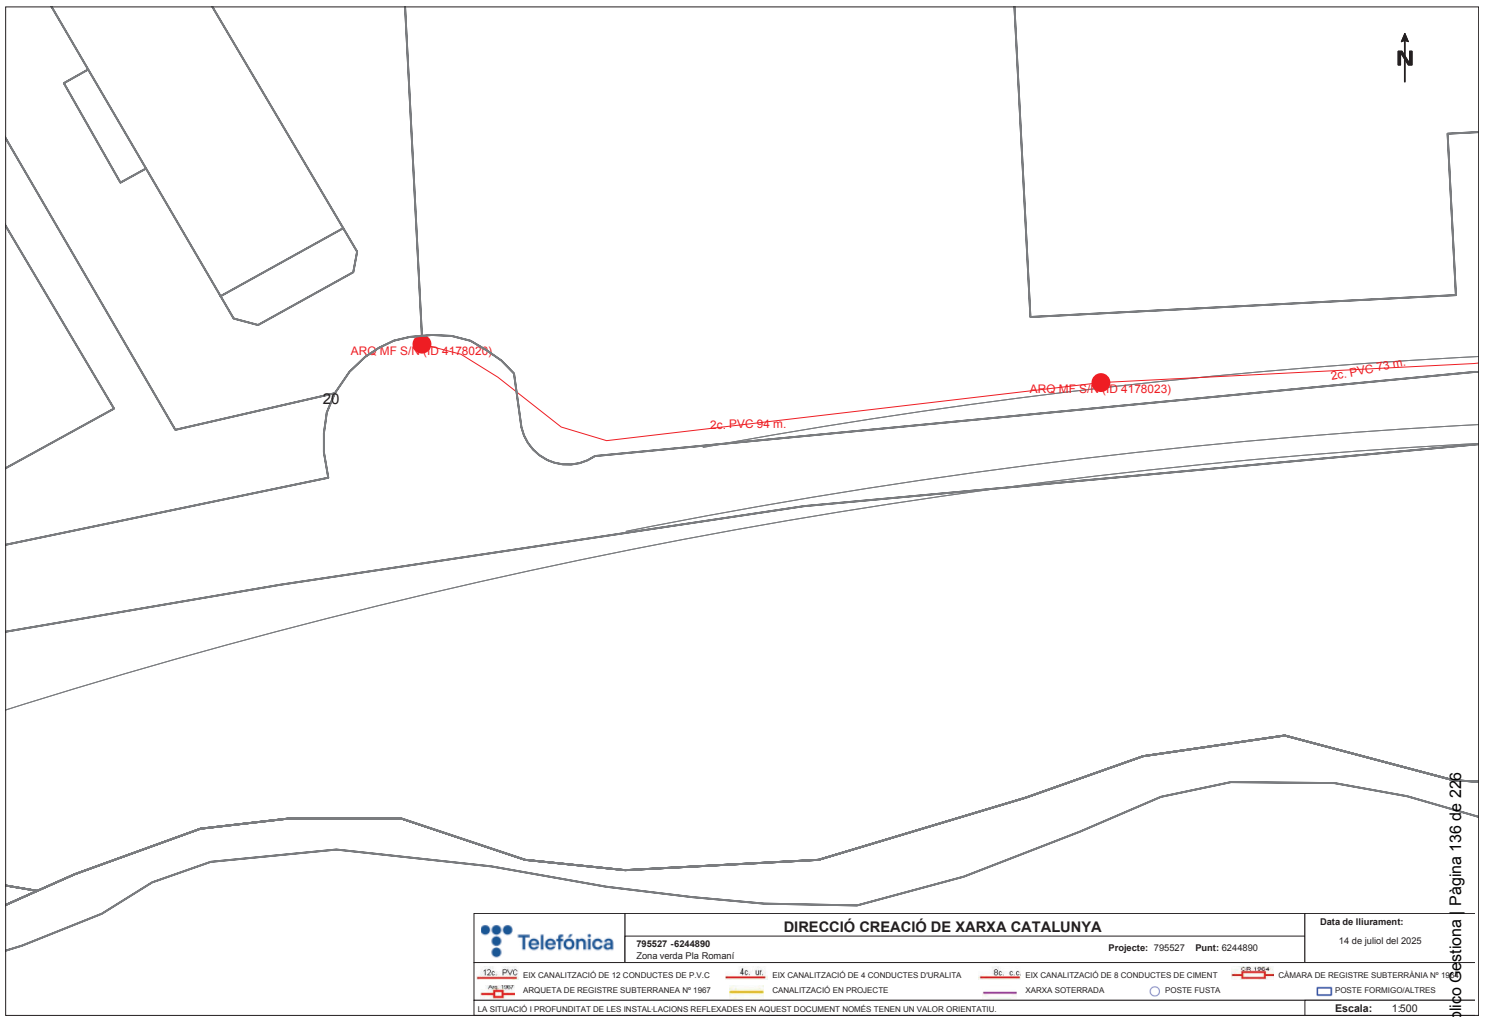 N
ARQ MF S/N (ID 4178020)
20
2c. PVC 94 m.
ARQ MF S/N (ID 4178023)
2c. PVC 73 m.
Telefónica
DIRECCIÓ CREACIÓ DE XARXA CATALUNYA
795527 -6244890
Zona verda Pla Romaní
Projecte: 795527 Punt: 6244890
Data de lliurament:
14 de juliol del 2025
12c. PVC EIX CANALITZACIÓ DE 12 CONDUCTES DE P.V.C
4c. ur. EIX CANALITZACIÓ DE 4 CONDUCTES D'URALITA
8c. c.c. EIX CANALITZACIÓ DE 8 CONDUCTES DE CIMENT
C/R 1964 CÀMARA DE REGISTRE SUBTERRÀNIA Nº 1964
Arq. 1967 ARQUETA DE REGISTRE SUBTERRANEA Nº 1967
CANALITZACIÓ EN PROJECTE
XARXA SOTERRADA
POSTE FUSTA
POSTE FORMIGO/ALTRES
LA SITUACIÓ I PROFUNDITAT DE LES INSTAL·LACIONS REFLEXADES EN AQUEST DOCUMENT NOMÉS TENEN UN VALOR ORIENTATIU.
Escala: 1:500
Gestiona | Pàgina 136 de 226